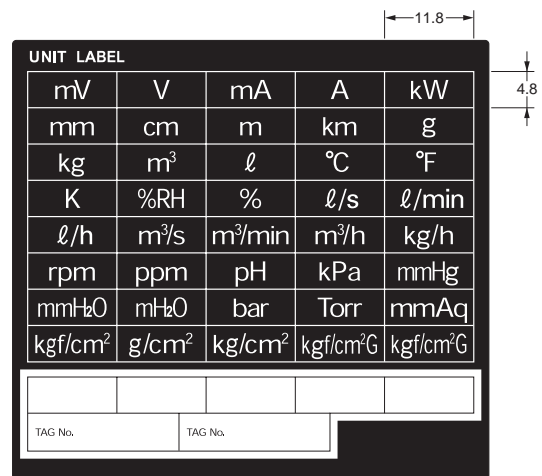 11.8
UNIT LABEL
mV V mA A kW
4.8
mm cm m km g
kg m³ ℓ °C °F
K %RH % ℓ/s ℓ/min
ℓ/h m³/s m³/min m³/h kg/h
rpm ppm pH kPa mmHg
mmH₂O mH₂O bar Torr mmAq
kgf/cm² g/cm² kg/cm² kgf/cm²G kgf/cm²G
TAG No. TAG No.